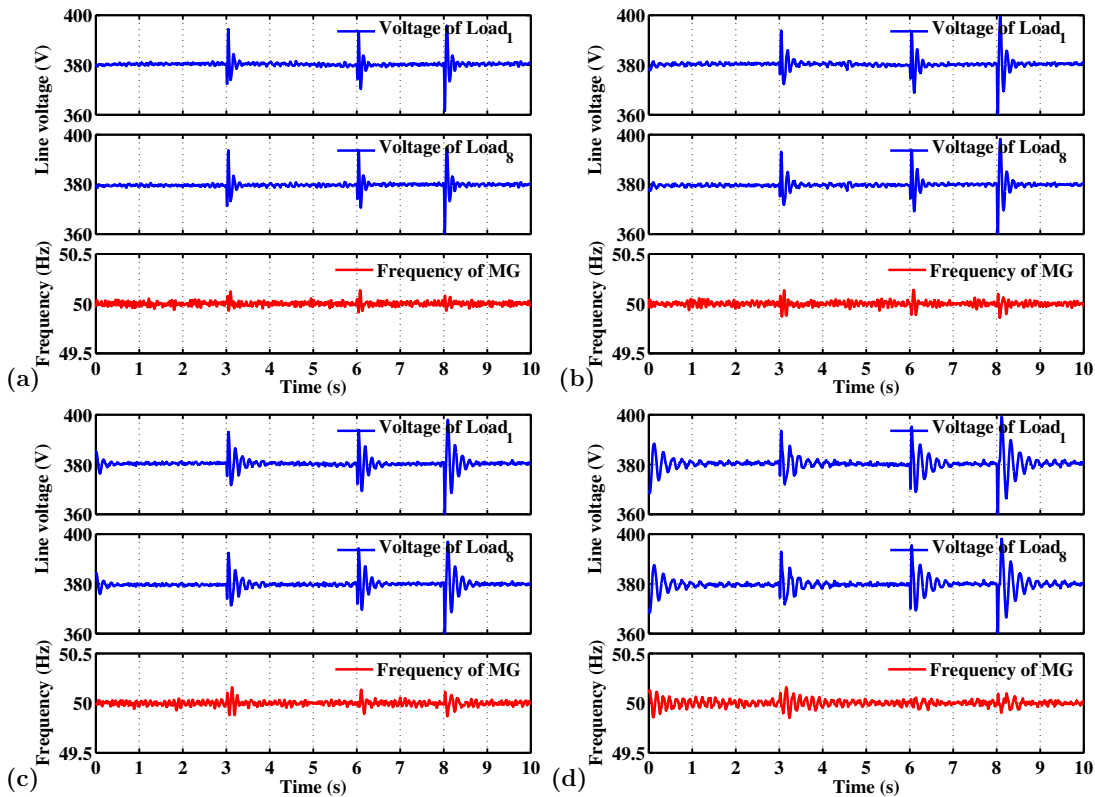 400
Voltage of Load1
Line voltage (V)
380
360
400
Voltage of Load8
380
360
50.5
Frequency of MG
Frequency (Hz)
50
49.5
0 1 2 3 4 5 6 7 8 9 10
Time (s)
(a)
400
Voltage of Load1
Line voltage (V)
380
360
400
Voltage of Load8
380
360
50.5
Frequency of MG
Frequency (Hz)
50
49.5
0 1 2 3 4 5 6 7 8 9 10
Time (s)
(b)
400
Voltage of Load1
Line voltage (V)
380
360
400
Voltage of Load8
380
360
50.5
Frequency of MG
Frequency (Hz)
50
49.5
0 1 2 3 4 5 6 7 8 9 10
Time (s)
(c)
400
Voltage of Load1
Line voltage (V)
380
360
400
Voltage of Load8
380
360
50.5
Frequency of MG
Frequency (Hz)
50
49.5
0 1 2 3 4 5 6 7 8 9 10
Time (s)
(d)